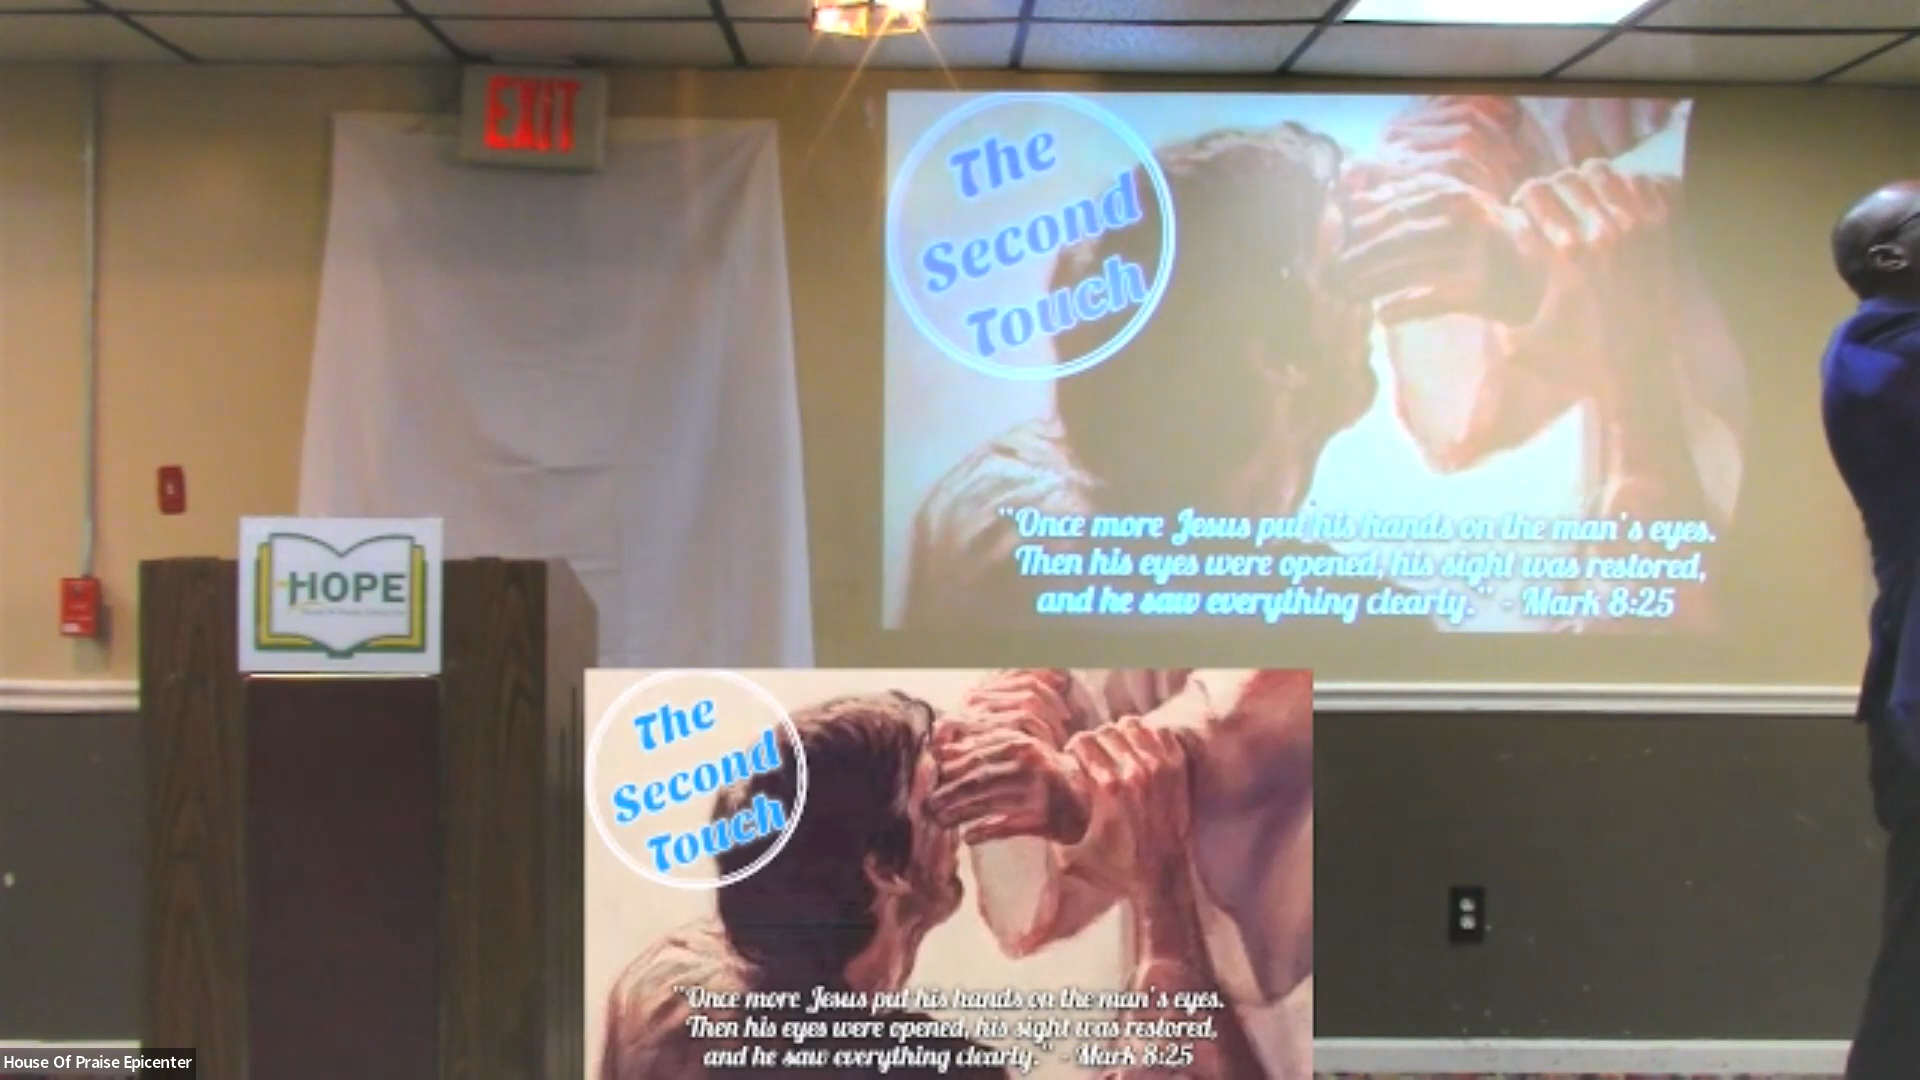 EXIT
The
Second
Touch
"Once more Jesus put his hands on the man's eyes.
Then his eyes were opened, his sight was restored,
and he saw everything clearly." - Mark 8:25
HOPE
The
Second
Touch
"Once more Jesus put his hands on the man's eyes.
Then his eyes were opened, his sight was restored,
and he saw everything clearly." - Mark 8:25
House Of Praise Epicenter